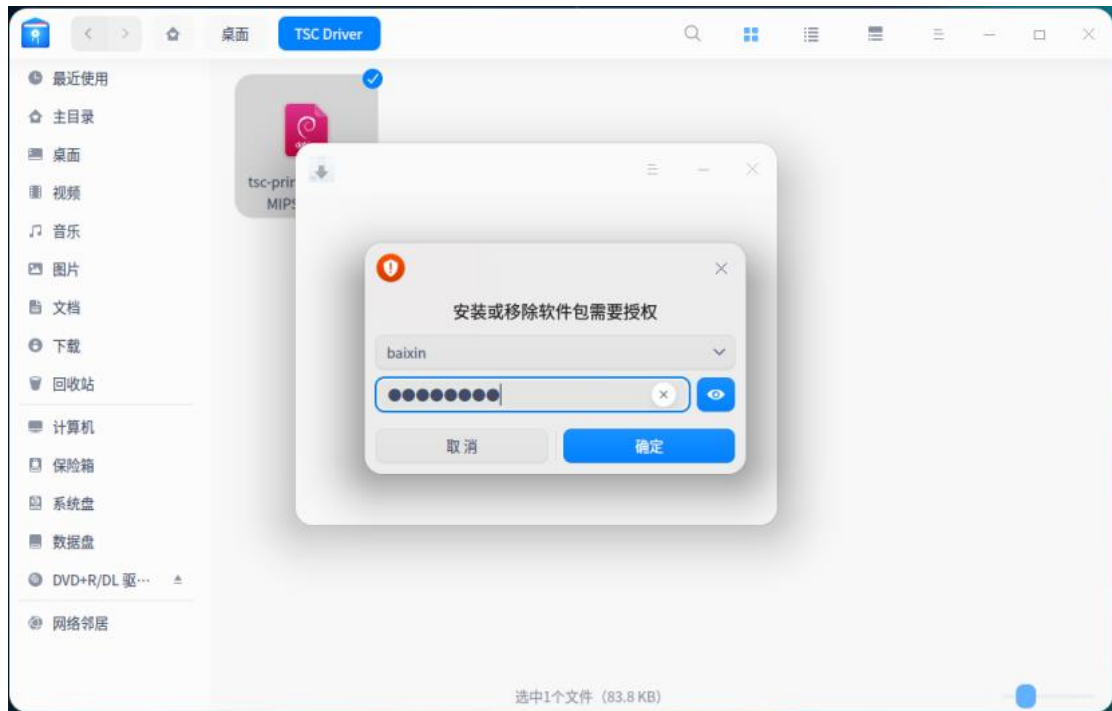 桌面
TSC Driver
最近使用
主目录
桌面
视频
音乐
图片
文档
下载
回收站
计算机
保险箱
系统盘
数据盘
DVD+R/DL 驱…
网络邻居
tsc-prin
MIPS
安装或移除软件包需要授权
baixin
●●●●●●●●
取消
确定
选中1个文件（83.8 KB）